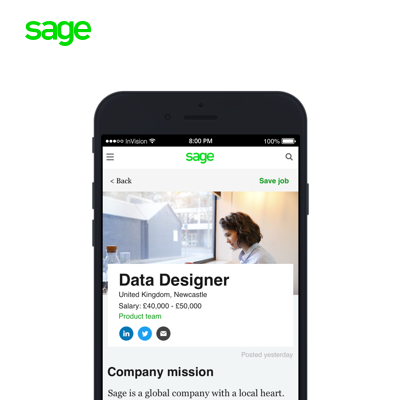 sage
InVision 8:00 PM 100%
sage
< Back Save job
Data Designer
United Kingdom, Newcastle
Salary: £40,000 - £50,000
Product team
in
Posted yesterday
Company mission
Sage is a global company with a local heart.